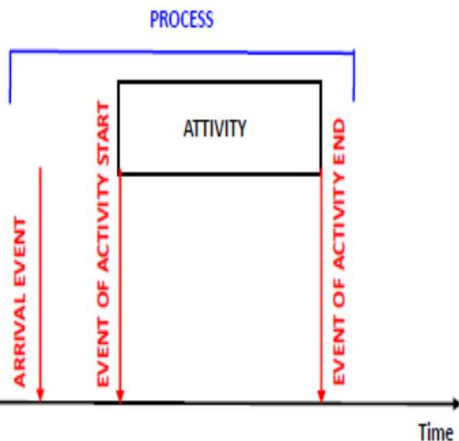 PROCESS
ATTIVITY
ARRIVAL EVENT
EVENT OF ACTIVITY START
EVENT OF ACTIVITY END
Time